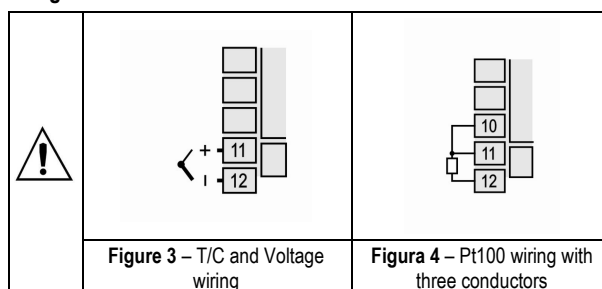 + 11
- 12
10
11
12
Figure 3 – T/C and Voltage
wiring
Figura 4 – Pt100 wiring with
three conductors